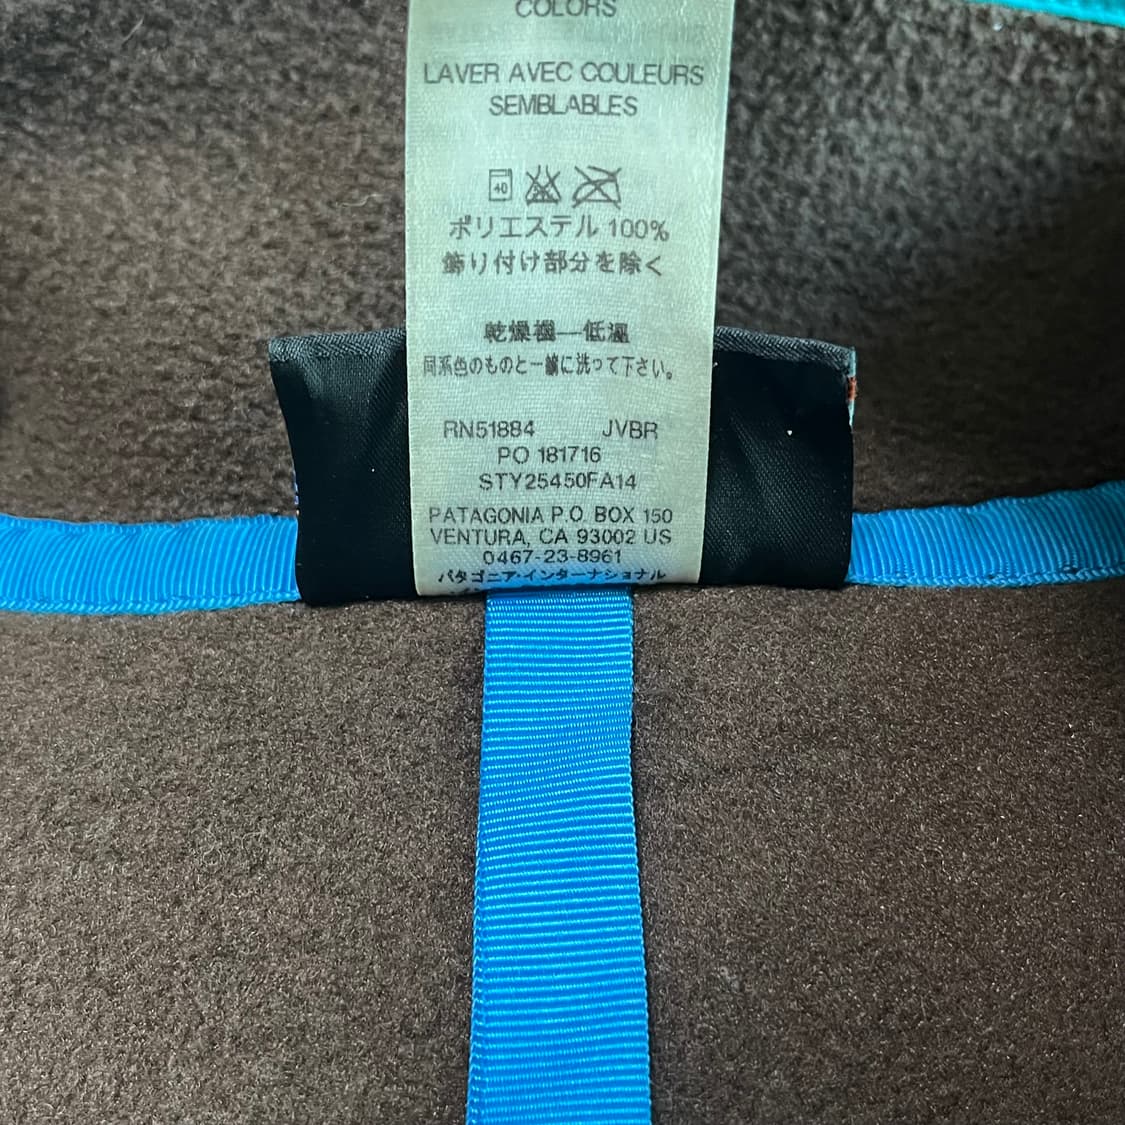 COLORS
LAVER AVEC COULEURS
SEMBLABLES
40
ポリエステル 100%
飾り付け部分を除く
乾燥機—低温
同系色のものと一緒に洗って下さい。
RN51884 JVBR
PO 181716
STY25450FA14
PATAGONIA P.O. BOX 150
VENTURA, CA 93002 US
0467-23-8961
パタゴニア・インターナショナル